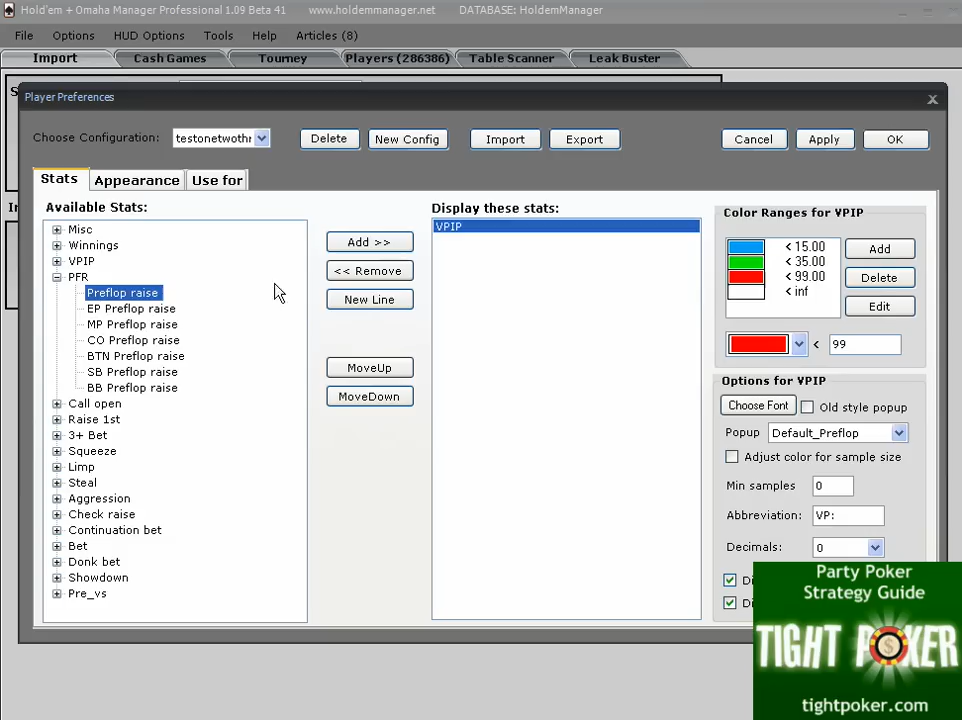 Hold'em + Omaha Manager Professional 1.09 Beta 41 www.holdemmanager.net DATABASE: HoldemManager
File Options HUD Options Tools Help Articles (8)
Import Cash Games Tourney Players (286386) Table Scanner Leak Buster
Player Preferences
Choose Configuration: testonetwothr Delete New Config Import Export Cancel Apply OK
Stats Appearance Use for
Available Stats:
Misc
Winnings
VPIP
PFR
Preflop raise
EP Preflop raise
MP Preflop raise
CO Preflop raise
BTN Preflop raise
SB Preflop raise
BB Preflop raise
Call open
Raise 1st
3+ Bet
Squeeze
Limp
Steal
Aggression
Check raise
Continuation bet
Bet
Donk bet
Showdown
Pre_vs
Add >>
<< Remove
New Line
MoveUp
MoveDown
Display these stats:
VPIP
Color Ranges for VPIP
< 15.00
< 35.00
< 99.00
< inf
Add
Delete
Edit
< 99
Options for VPIP
Choose Font Old style popup
Popup Default_Preflop
Adjust color for sample size
Min samples 0
Abbreviation: VP:
Decimals: 0
Party Poker
Strategy Guide
TIGHT POKER
tightpoker.com